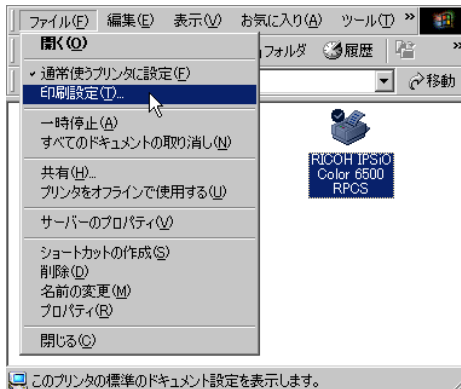 ファイル(F) 編集(E) 表示(V) お気に入り(A) ツール(T) »
開く(O)
フォルダ 履歴 »
通常使うプリンタに設定(F)
印刷設定(T)...
移動
一時停止(A)
すべてのドキュメントの取り消し(N)
共有(H)...
プリンタをオフラインで使用する(U)
RICOH IPSiO
Color 6500
RPCS
サーバーのプロパティ(V)
ショートカットの作成(S)
削除(D)
名前の変更(M)
プロパティ(R)
閉じる(C)
このプリンタの標準のドキュメント設定を表示します。